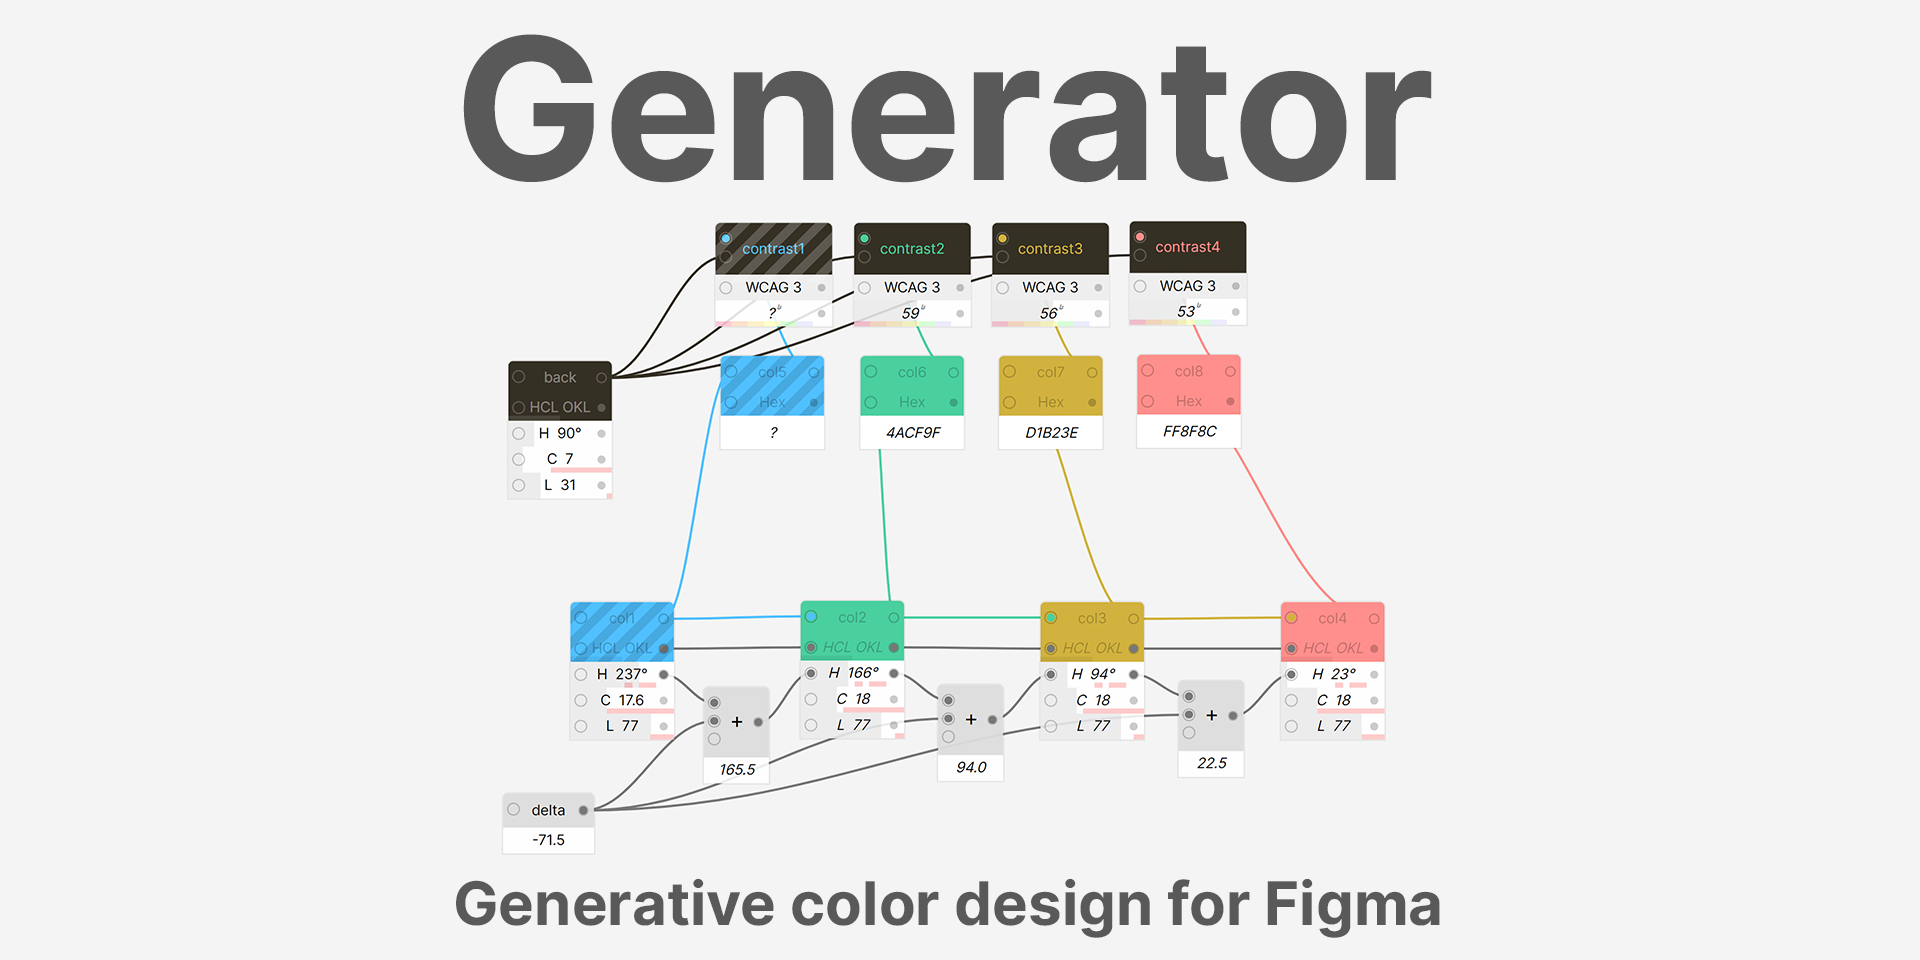 Generator
contrast1
contrast2
contrast3
contrast4
WCAG 3
WCAG 3
WCAG 3
WCAG 3
?
59
56
53
back
HCL OKL
H 90°
C 7
L 31
col5
Hex
?
col6
Hex
4ACF9F
col7
Hex
D1B23E
col8
Hex
FF8F8C
col1
HCL OKL
H 237°
C 17.6
L 77
+
165.5
col2
HCL OKL
H 166°
C 18
L 77
+
94.0
col3
HCL OKL
H 94°
C 18
L 77
+
22.5
col4
HCL OKL
H 23°
C 18
L 77
delta
-71.5
Generative color design for Figma